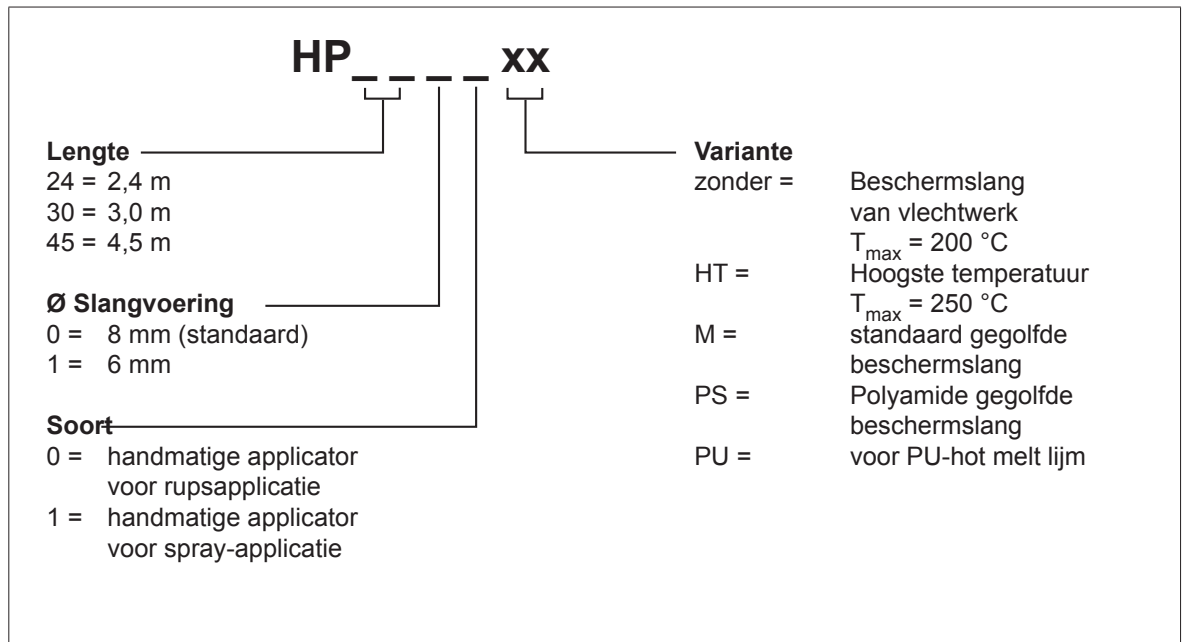 HP_ _ _ _ xx
Lengte
24 = 2,4 m
30 = 3,0 m
45 = 4,5 m
Ø Slangvoering
0 = 8 mm (standaard)
1 = 6 mm
Soort
0 = handmatige applicator
voor rupsapplicatie
1 = handmatige applicator
voor spray-applicatie
Variante
zonder = Beschermslang
van vlechtwerk
Tmax = 200 °C
HT = Hoogste temperatuur
Tmax = 250 °C
M = standaard gegolfde
beschermslang
PS = Polyamide gegolfde
beschermslang
PU = voor PU-hot melt lijm